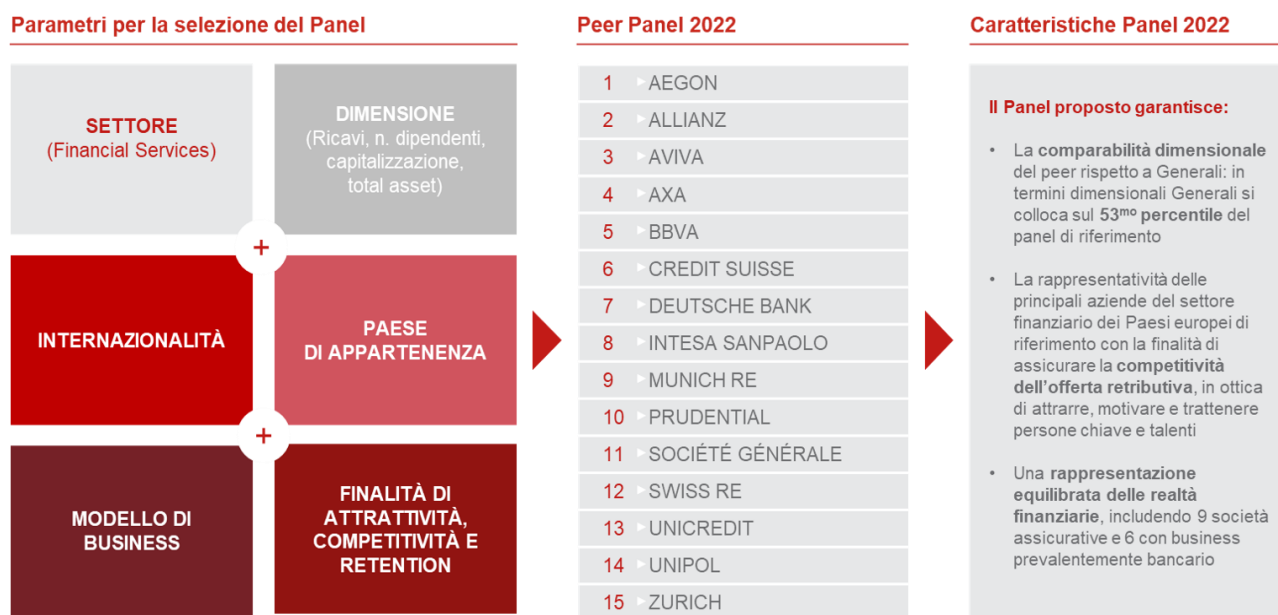 Parametri per la selezione del Panel
SETTORE
(Financial Services)
DIMENSIONE
(Ricavi, n. dipendenti,
capitalizzazione,
total asset)
+
INTERNAZIONALITÀ
PAESE
DI APPARTENENZA
+
MODELLO DI
BUSINESS
FINALITÀ DI
ATTRATTIVITÀ,
COMPETITIVITÀ E
RETENTION
Peer Panel 2022
1 AEGON
2 ALLIANZ
3 AVIVA
4 AXA
5 BBVA
6 CREDIT SUISSE
7 DEUTSCHE BANK
8 INTESA SANPAOLO
9 MUNICH RE
10 PRUDENTIAL
11 SOCIÉTÉ GÉNÉRALE
12 SWISS RE
13 UNICREDIT
14 UNIPOL
15 ZURICH
Caratteristiche Panel 2022
Il Panel proposto garantisce:
• La comparabilità dimensionale
del peer rispetto a Generali: in
termini dimensionali Generali si
colloca sul 53mo percentile del
panel di riferimento
• La rappresentatività delle
principali aziende del settore
finanziario dei Paesi europei di
riferimento con la finalità di
assicurare la competitività
dell'offerta retributiva, in ottica
di attrarre, motivare e trattenere
persone chiave e talenti
• Una rappresentazione
equilibrata delle realtà
finanziarie, includendo 9 società
assicurative e 6 con business
prevalentemente bancario